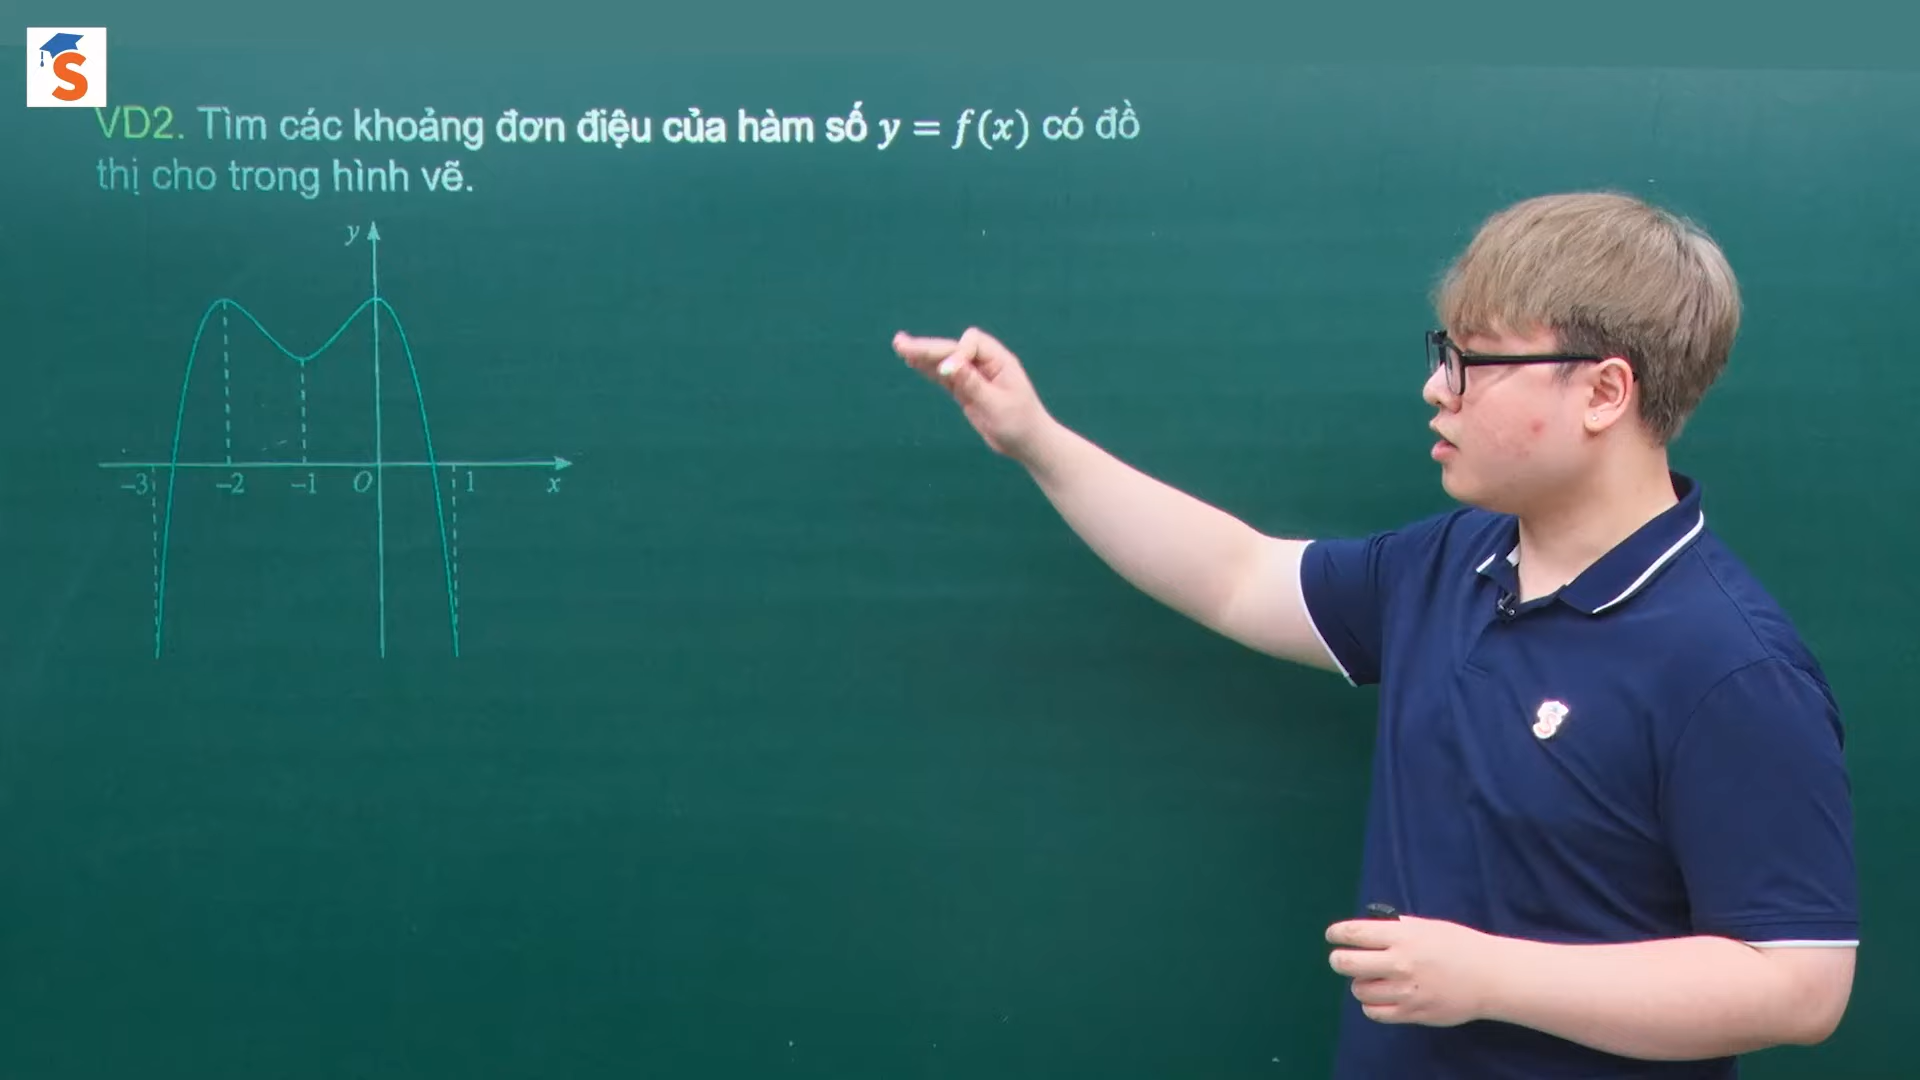 S
VD2. Tìm các khoảng đơn điệu của hàm số y = f(x) có đồ
thị cho trong hình vẽ.
y
-3 -2 -1 O 1 x
S